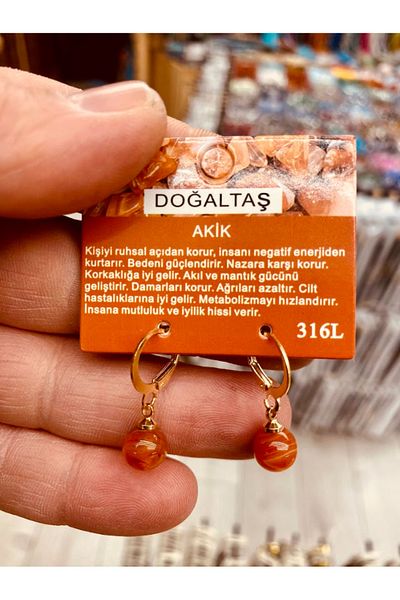 DOĞALTAŞ
AKİK
Kişiyi ruhsal açıdan korur, insanı negatif enerjiden
kurtarır. Bedeni güçlendirir. Nazara karşı korur.
Korkaklığa iyi gelir. Akıl ve mantık gücünü
geliştirir. Damarları korur. Ağrıları azaltır. Cilt
hastalıklarına iyi gelir. Metabolizmayı hızlandırır.
İnsana mutluluk ve iyilik hissi verir.
316L